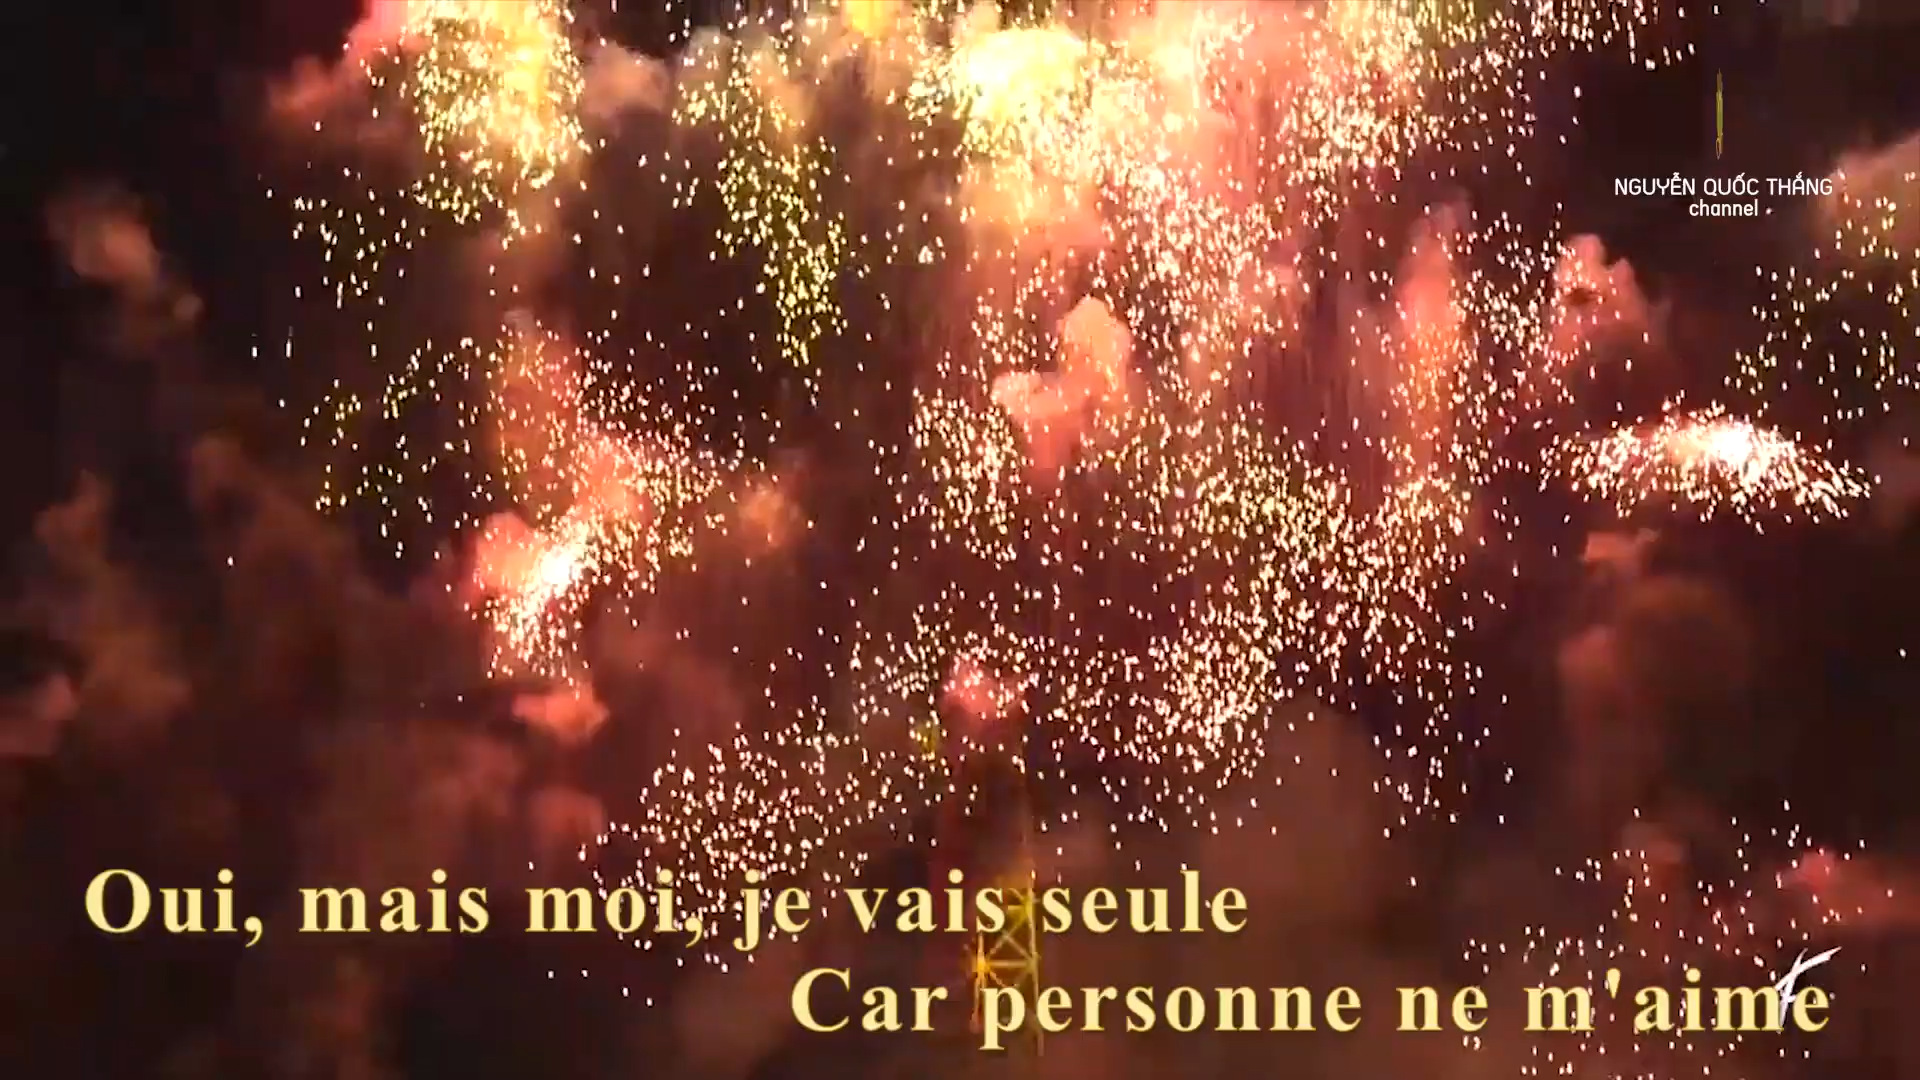 NGUYỄN QUỐC THẮNG
channel
Oui, mais moi, je vais seule
Car personne ne m'aime